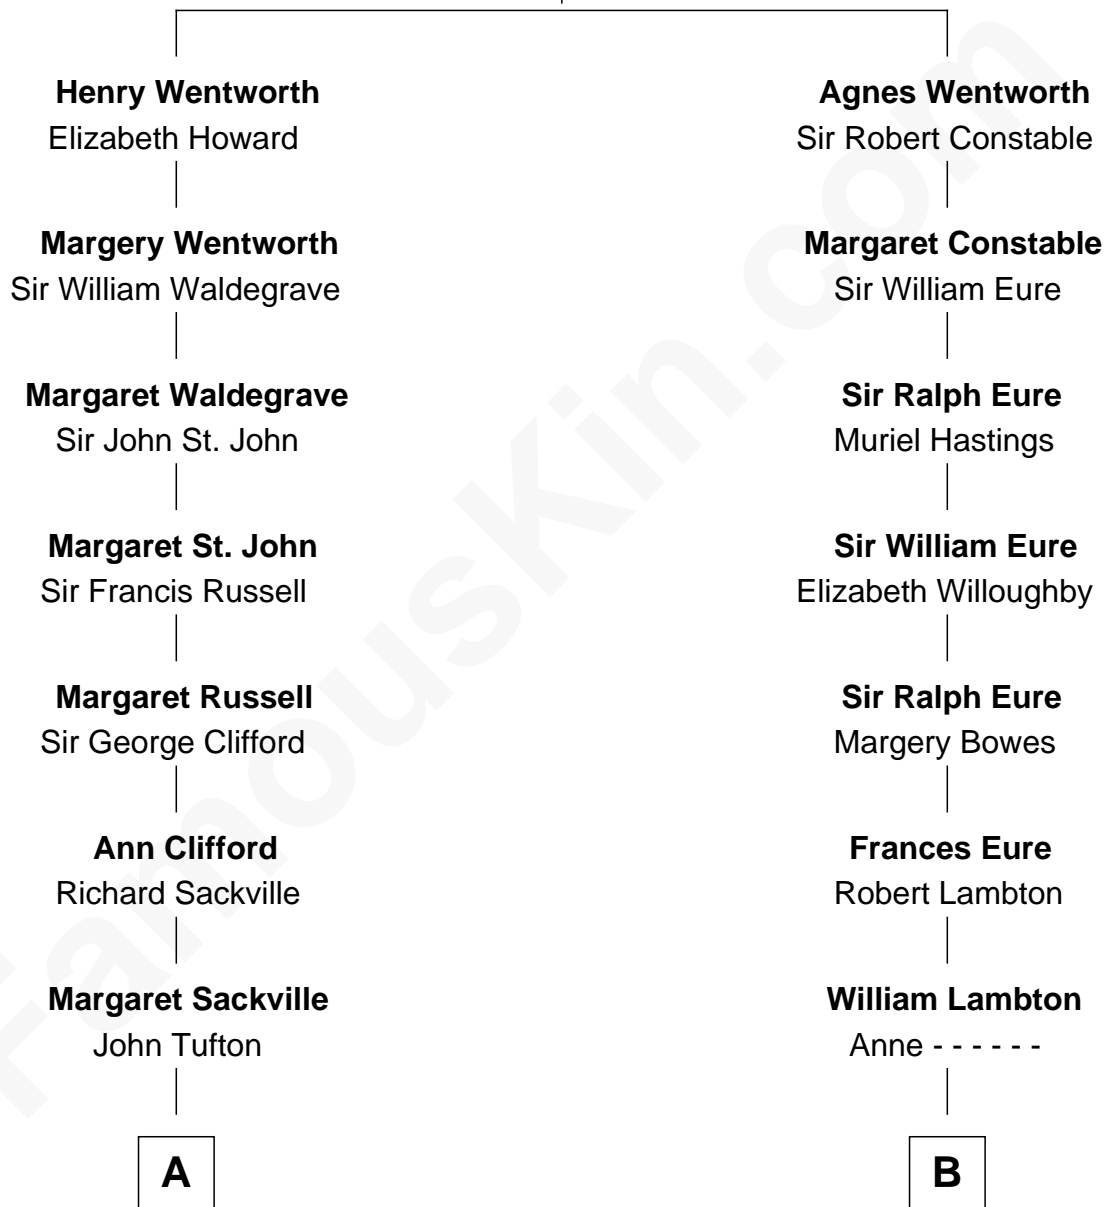 Henry Wentworth
Elizabeth Howard
Margery Wentworth
Sir William Waldegrave
Margaret Waldegrave
Sir John St. John
Margaret St. John
Sir Francis Russell
Margaret Russell
Sir George Clifford
Ann Clifford
Richard Sackville
Margaret Sackville
John Tufton
A
Agnes Wentworth
Sir Robert Constable
Margaret Constable
Sir William Eure
Sir Ralph Eure
Muriel Hastings
Sir William Eure
Elizabeth Willoughby
Sir Ralph Eure
Margery Bowes
Frances Eure
Robert Lambton
William Lambton
Anne - - - - - -
B
FamousKin.com